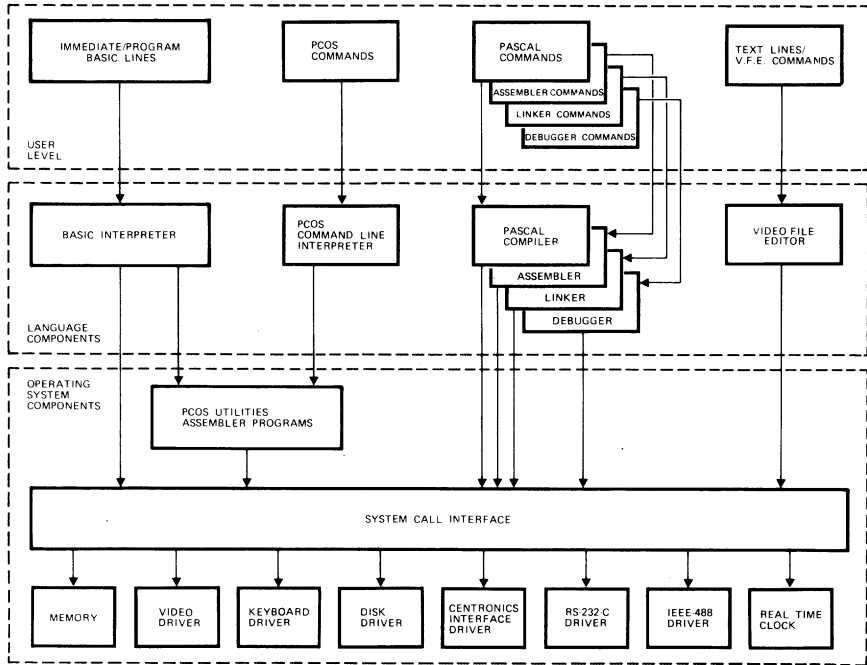 IMMEDIATE/PROGRAM
BASIC LINES
PCOS
COMMANDS
PASCAL
COMMANDS
ASSEMBLER COMMANDS
LINKER COMMANDS
DEBUGGER COMMANDS
TEXT LINES/
V.F.E. COMMANDS
USER
LEVEL
BASIC INTERPRETER
PCOS
COMMAND LINE
INTERPRETER
PASCAL
COMPILER
ASSEMBLER
LINKER
DEBUGGER
VIDEO FILE
EDITOR
LANGUAGE
COMPONENTS
OPERATING
SYSTEM
COMPONENTS
PCOS UTILITIES
ASSEMBLER PROGRAMS
SYSTEM CALL INTERFACE
MEMORY
VIDEO
DRIVER
KEYBOARD
DRIVER
DISK
DRIVER
CENTRONICS
INTERFACE
DRIVER
RS-232-C
DRIVER
IEEE-488
DRIVER
REAL TIME
CLOCK